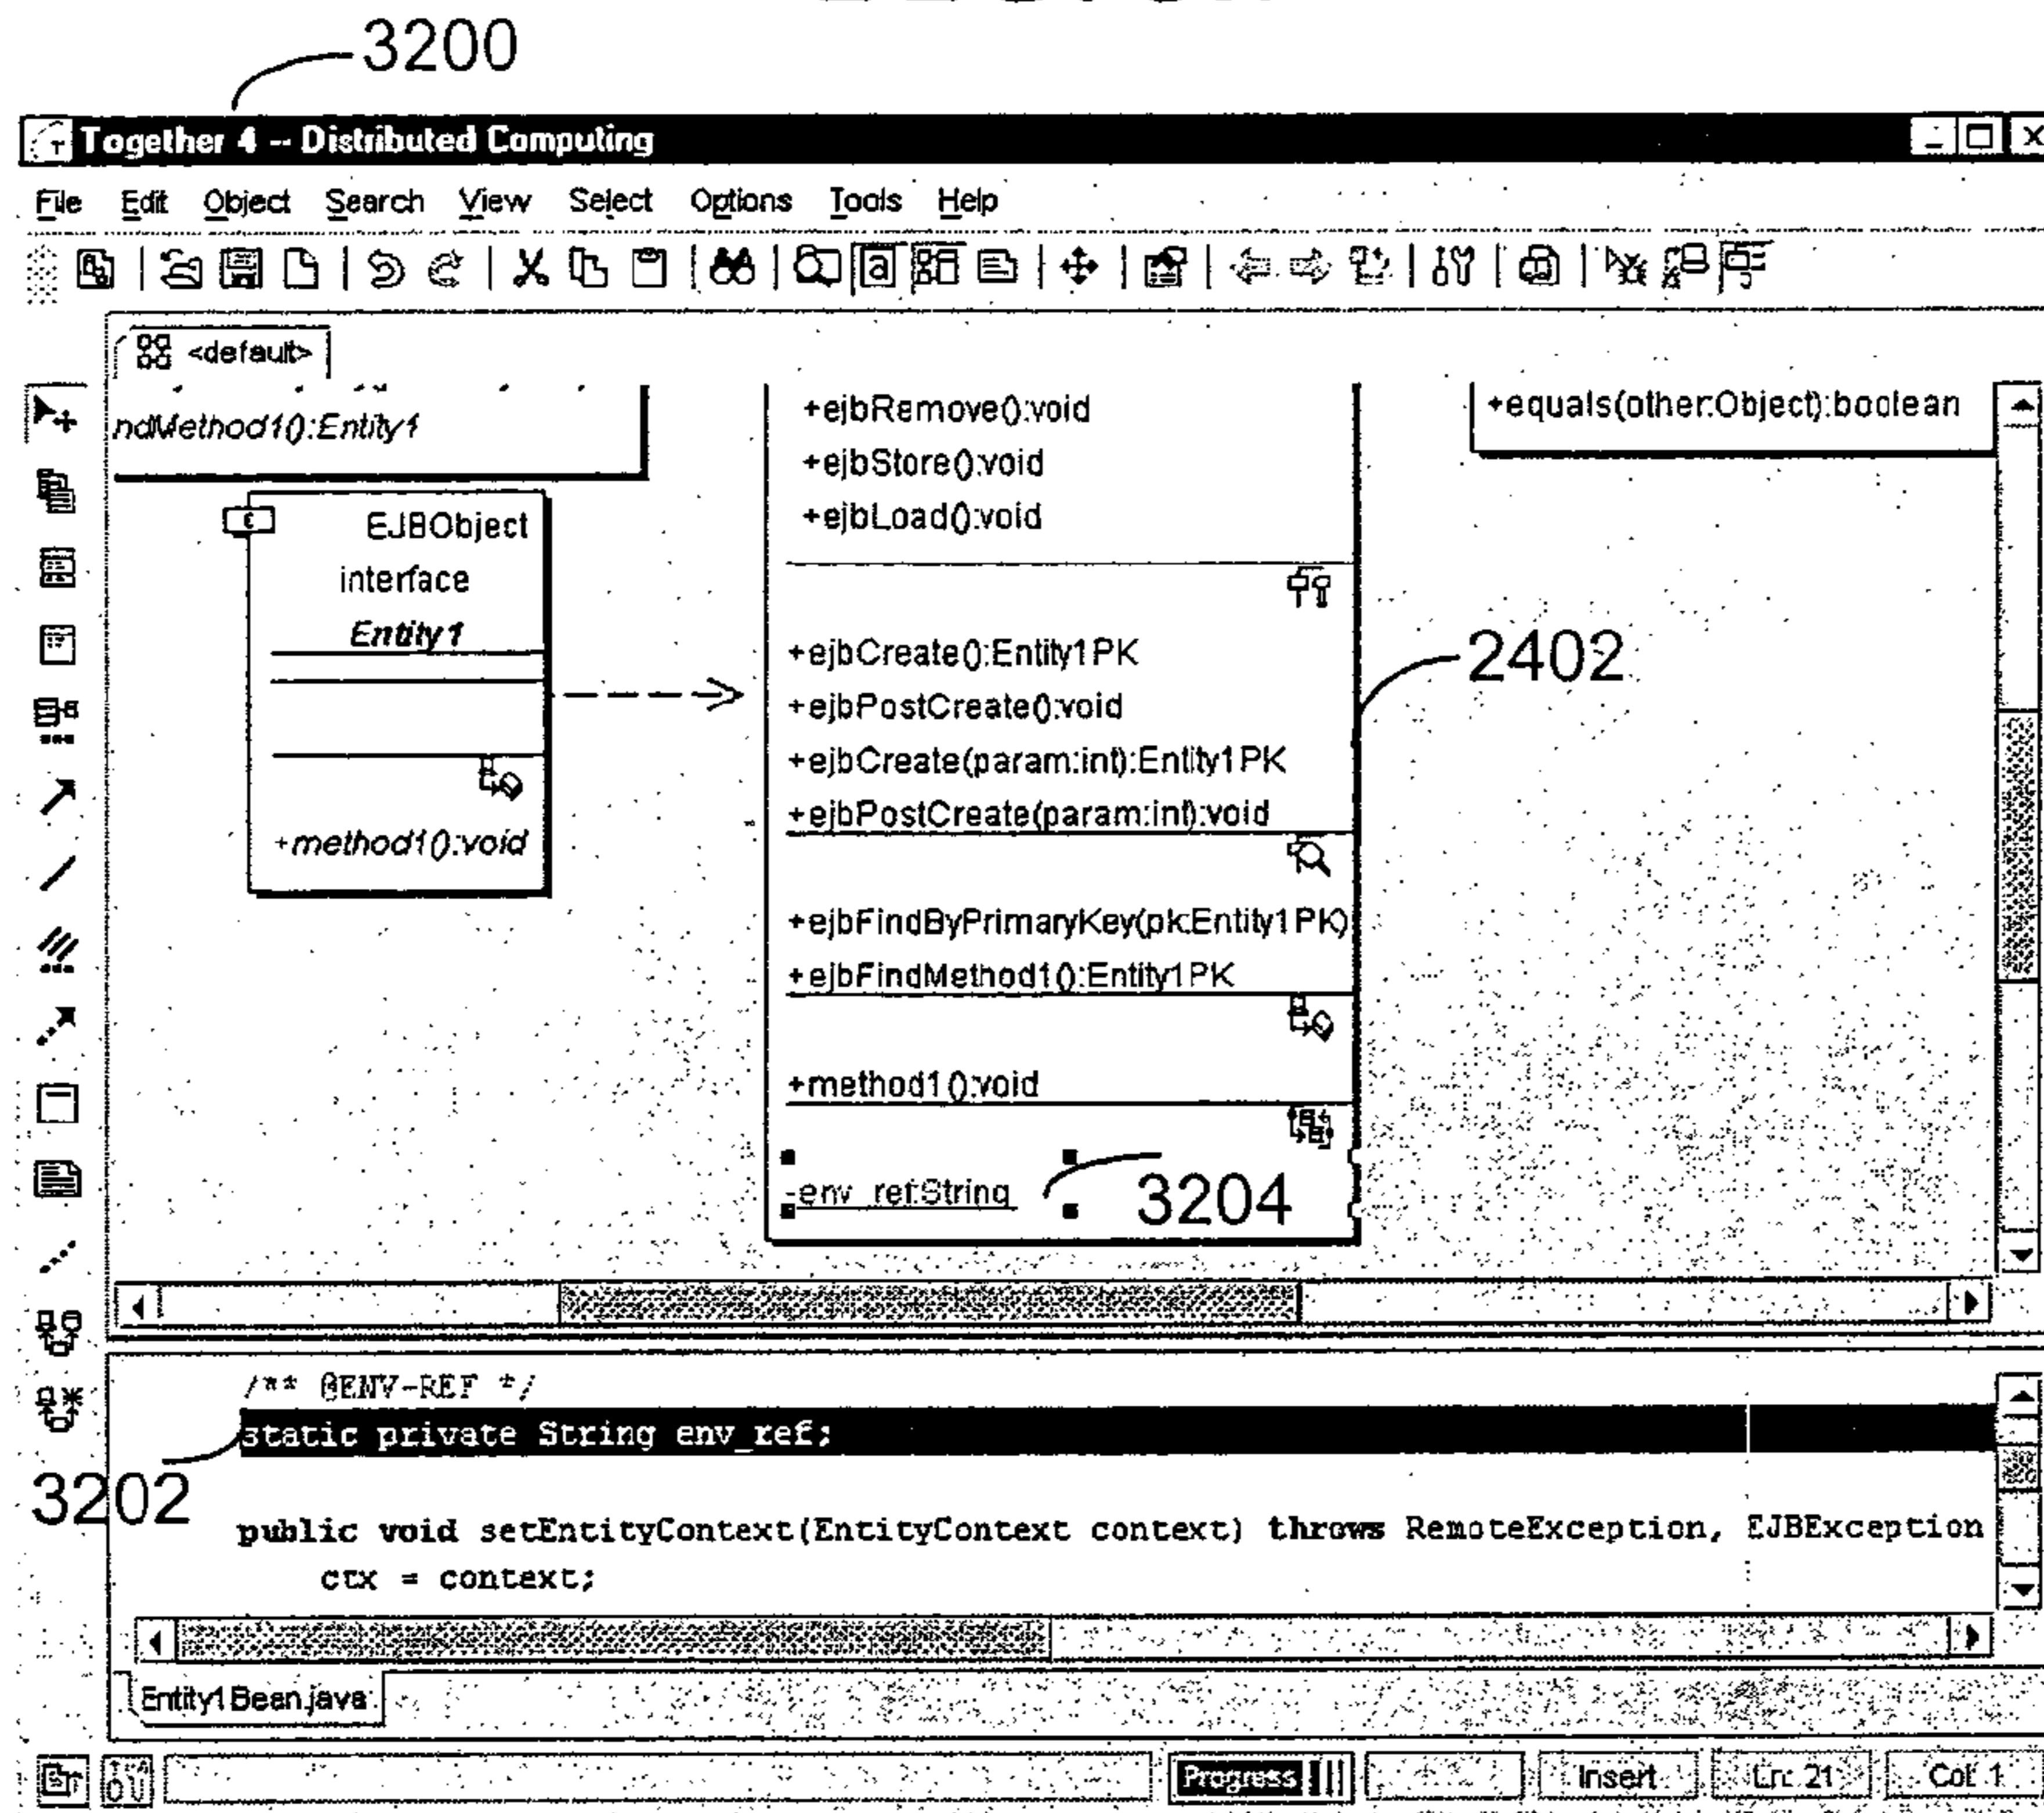 3200
Together 4 -- Distributed Computing
File Edit Object Search View Select Options Tools Help
<default>
ndMethod1():Entity1
EJBObject
interface
Entity1
+method1():void
+ejbRemove():void
+ejbStore():void
+ejbLoad():void
+ejbCreate():Entity1PK
+ejbPostCreate():void
+ejbCreate(param:int):Entity1PK
+ejbPostCreate(param:int):void
+ejbFindByPrimaryKey(pk:Entity1PK)
+ejbFindMethod1():Entity1PK
+method1():void
-env_ref:String
3204
+equals(other:Object):boolean
2402
/** @ENV-REF */
static private String env_ref;
3202
public void setEntityContext(EntityContext context) throws RemoteException, EJBException
ctx = context;
Entity1Bean.java
Progress Insert Ln: 21 Col: 1